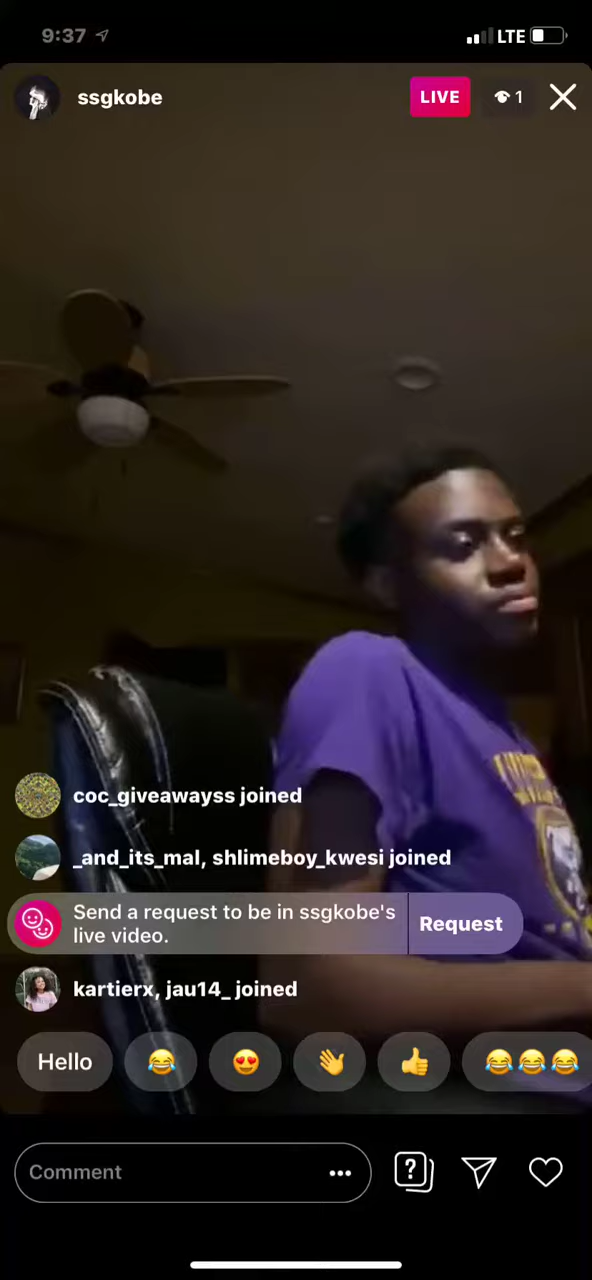 9:37
LTE
ssgkobe
LIVE
1
coc_giveawayss joined
_and_its_mal, shlimeboy_kwesi joined
Send a request to be in ssgkobe's
live video.
Request
kartierx, jau14_ joined
Hello
Comment